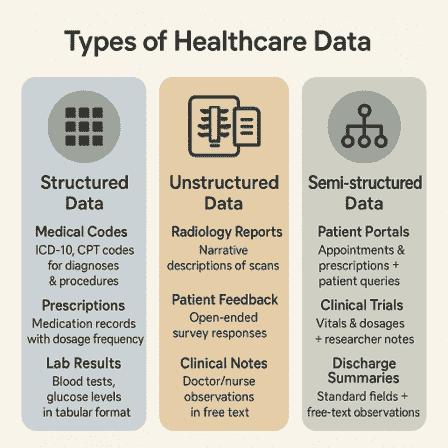 Types of Healthcare Data
Structured
Data
Medical Codes
ICD-10, CPT codes
for diagnoses
& procedures
Prescriptions
Medication records
with dosage frequency
Lab Results
Blood tests,
glucose levels
in tabular format
Unstructured
Data
Radiology Reports
Narrative
descriptions of scans
Patient Feedback
Open-ended
survey responses
Clinical Notes
Doctor/nurse
observations
in free text
Semi-structured
Data
Patient Portals
Appointments &
prescriptions +
patient queries
Clinical Trials
Vitals & dosages
+ researcher notes
Discharge
Summaries
Standard fields +
free-text observations